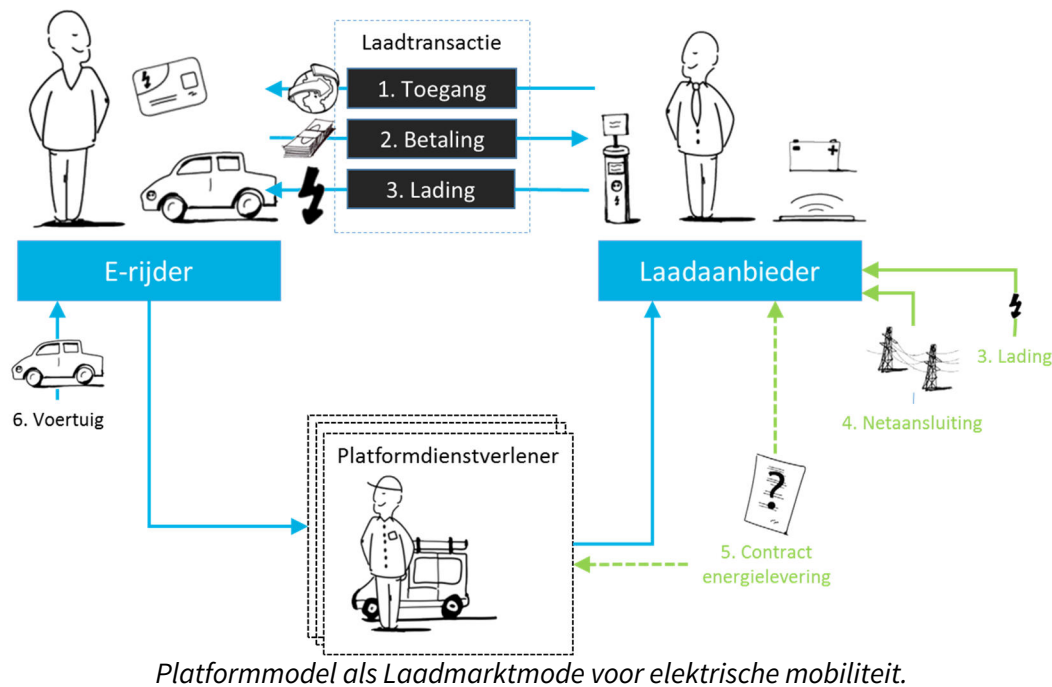 Laadtransactie
1. Toegang
2. Betaling
3. Lading
E-rijder
Laadaanbieder
3. Lading
6. Voertuig
4. Netaansluiting
Platformdienstverlener
?
5. Contract
energielevering
Platformmodel als Laadmarktmode voor elektrische mobiliteit.